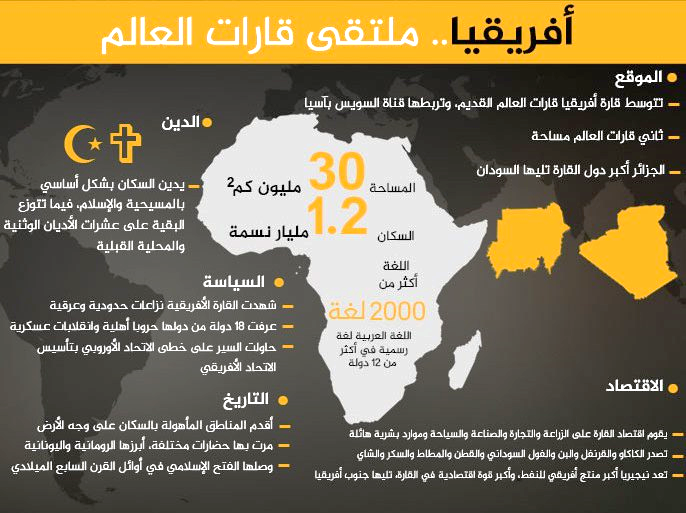 أفريقيا.. ملتقى قارات العالم
الموقع
تتوسط قارة أفريقيا قارات العالم القديم، وتربطها قناة السويس بآسيا
ثاني قارات العالم مساحة
الجزائر أكبر دول القارة تليها السودان
الدين
يدين السكان بشكل أساسي
بالمسيحية والإسلام، فيما تتوزع
البقية على عشرات الأديان الوثنية
والمحلية القبلية
المساحة 30 مليون كم2
السكان 1.2 مليار نسمة
اللغة
أكثر من
2000 لغة
اللغة العربية لغة
رسمية في أكثر
من 12 دولة
السياسة
شهدت القارة الأفريقية نزاعات حدودية وعرقية
عرفت 18 دولة من دولها حروبا أهلية وانقلابات عسكرية
حاولت السير على خطى الاتحاد الأوروبي بتأسيس
الاتحاد الأفريقي
التاريخ
أقدم المناطق المأهولة بالسكان على وجه الأرض
مرت بها حضارات مختلفة، أبرزها الرومانية واليونانية
وصلها الفتح الإسلامي في أوائل القرن السابع الميلادي
الاقتصاد
يقوم اقتصاد القارة على الزراعة والتجارة والصناعة والسياحة وموارد بشرية هائلة
تصدر الكاكاو والقرنفل والبن والفول السوداني والقطن والمطاط والسكر والشاي
تعد نيجيريا أكبر منتج أفريقي للنفط، وأكبر قوة اقتصادية في القارة، تليها جنوب أفريقيا